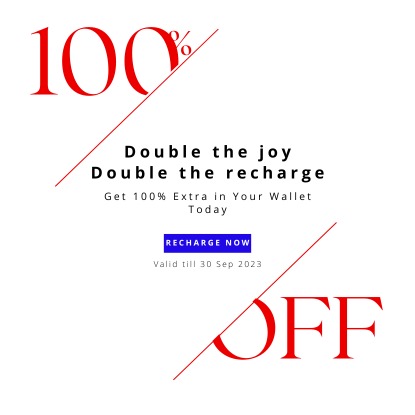 100%
Double the joy
Double the recharge
Get 100% Extra in Your Wallet
Today
RECHARGE NOW
Valid till 30 Sep 2023
OFF